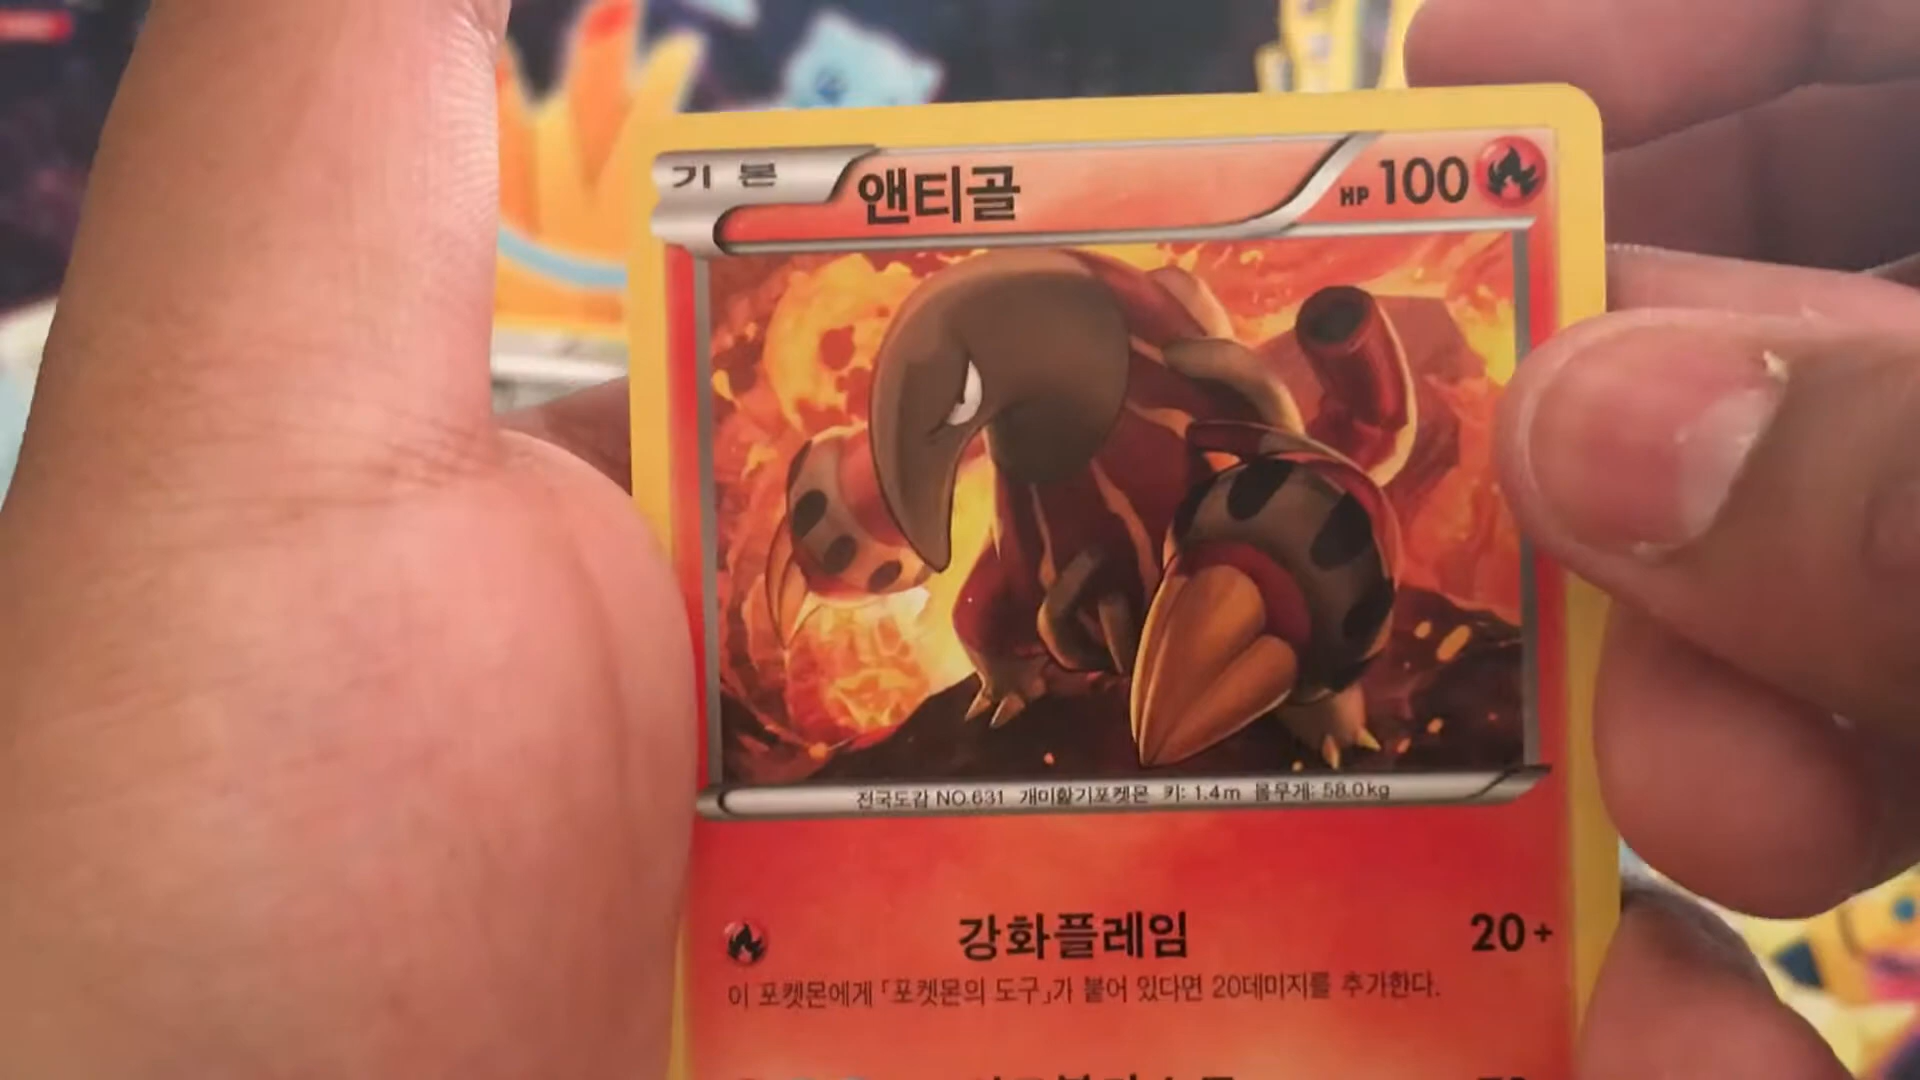 기본
앤티골
HP 100
전국도감 NO.631 개미핥기포켓몬 키: 1.4m 몸무게: 58.0kg
강화플레임 20+
이 포켓몬에게 「포켓몬의 도구」가 붙어 있다면 20데미지를 추가한다.